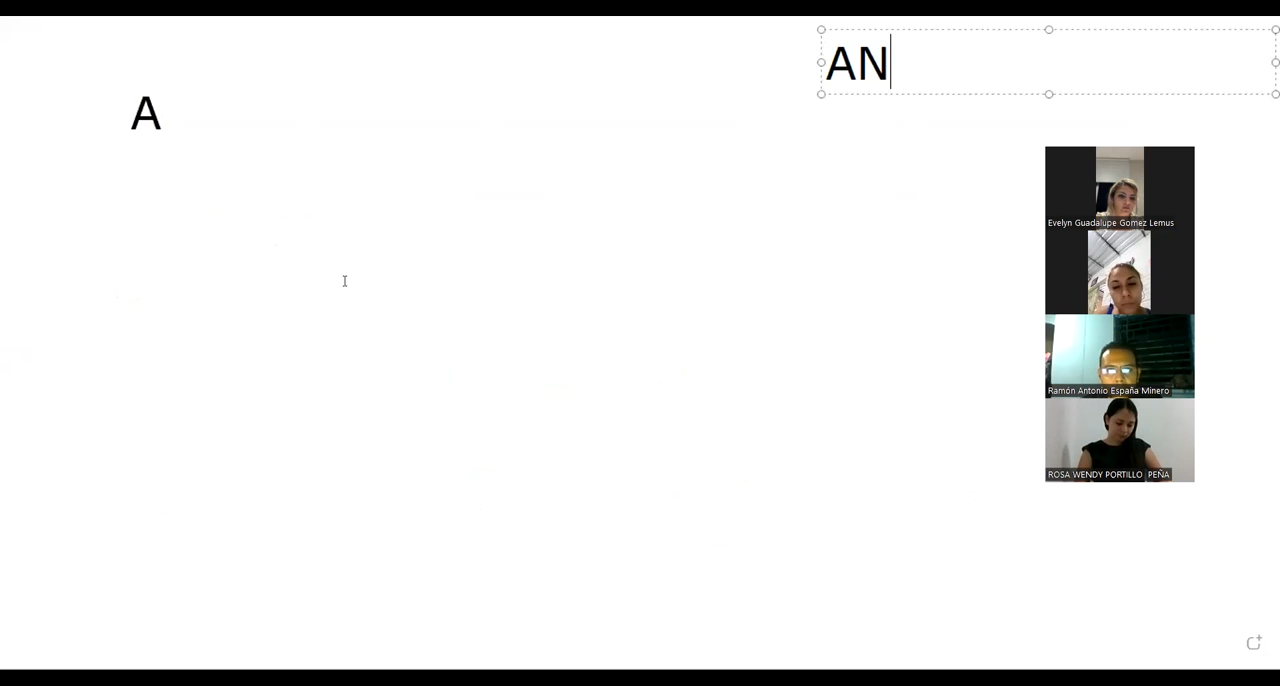 AN
A
Evelyn Guadalupe Gomez Lemus
Ramón Antonio España Minero
ROSA WENDY PORTILLO PEÑA